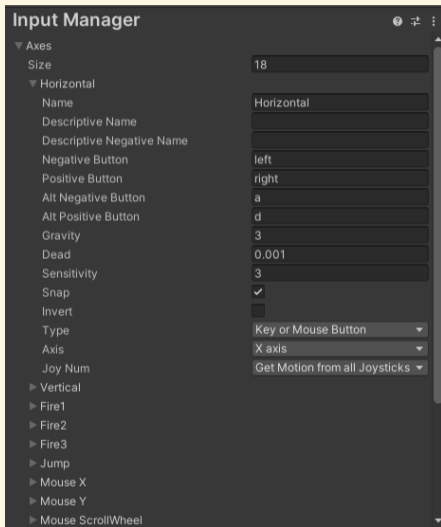 Input Manager
Axes
Size 18
Horizontal
Name Horizontal
Descriptive Name
Descriptive Negative Name
Negative Button left
Positive Button right
Alt Negative Button a
Alt Positive Button d
Gravity 3
Dead 0.001
Sensitivity 3
Snap
Invert
Type Key or Mouse Button
Axis X axis
Joy Num Get Motion from all Joysticks
Vertical
Fire1
Fire2
Fire3
Jump
Mouse X
Mouse Y
Mouse ScrollWheel